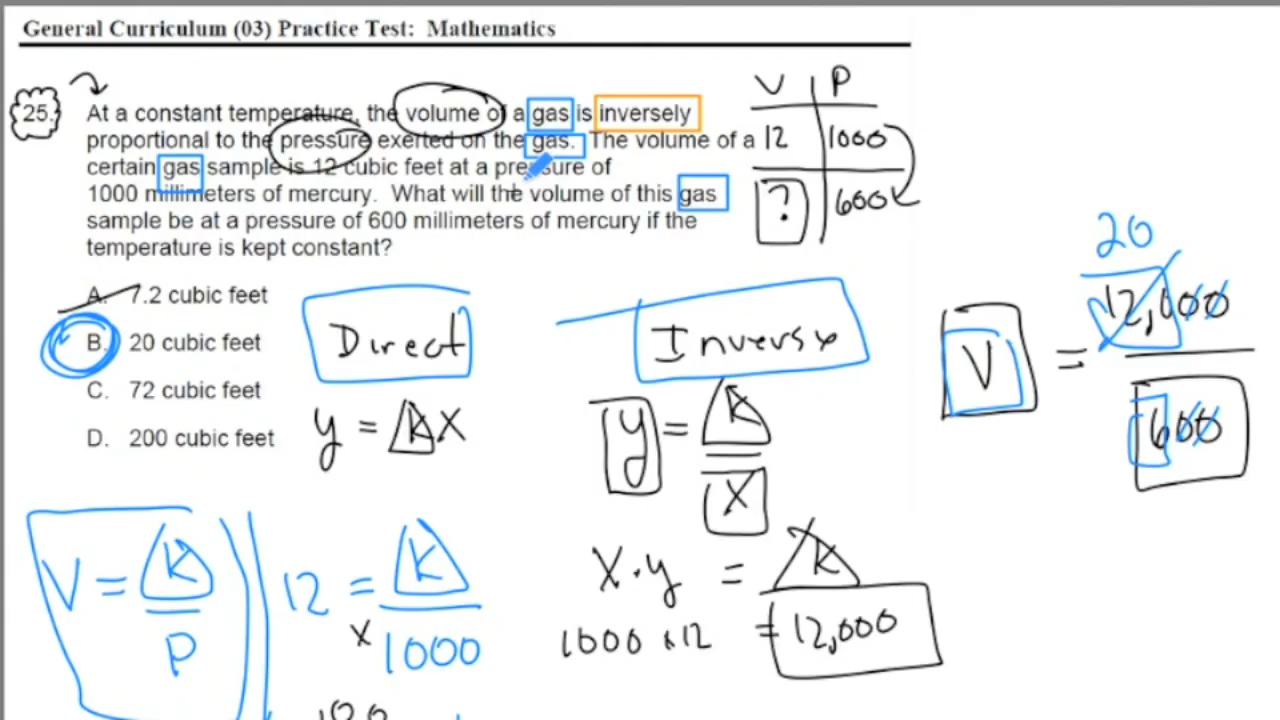 General Curriculum (03) Practice Test: Mathematics
25. At a constant temperature, the volume of a gas is inversely
proportional to the pressure exerted on the gas. The volume of a
certain gas sample is 12 cubic feet at a pressure of
1000 millimeters of mercury. What will the volume of this gas
sample be at a pressure of 600 millimeters of mercury if the
temperature is kept constant?
V P
12 1000
? 600
A. 7.2 cubic feet
B. 20 cubic feet
C. 72 cubic feet
D. 200 cubic feet
Direct
y = kx
Inverse
y = k
x
x·y = k
1000 x 12 = 12,000
20
V = 12,000
600
V = k
P
12 = k
x 1000